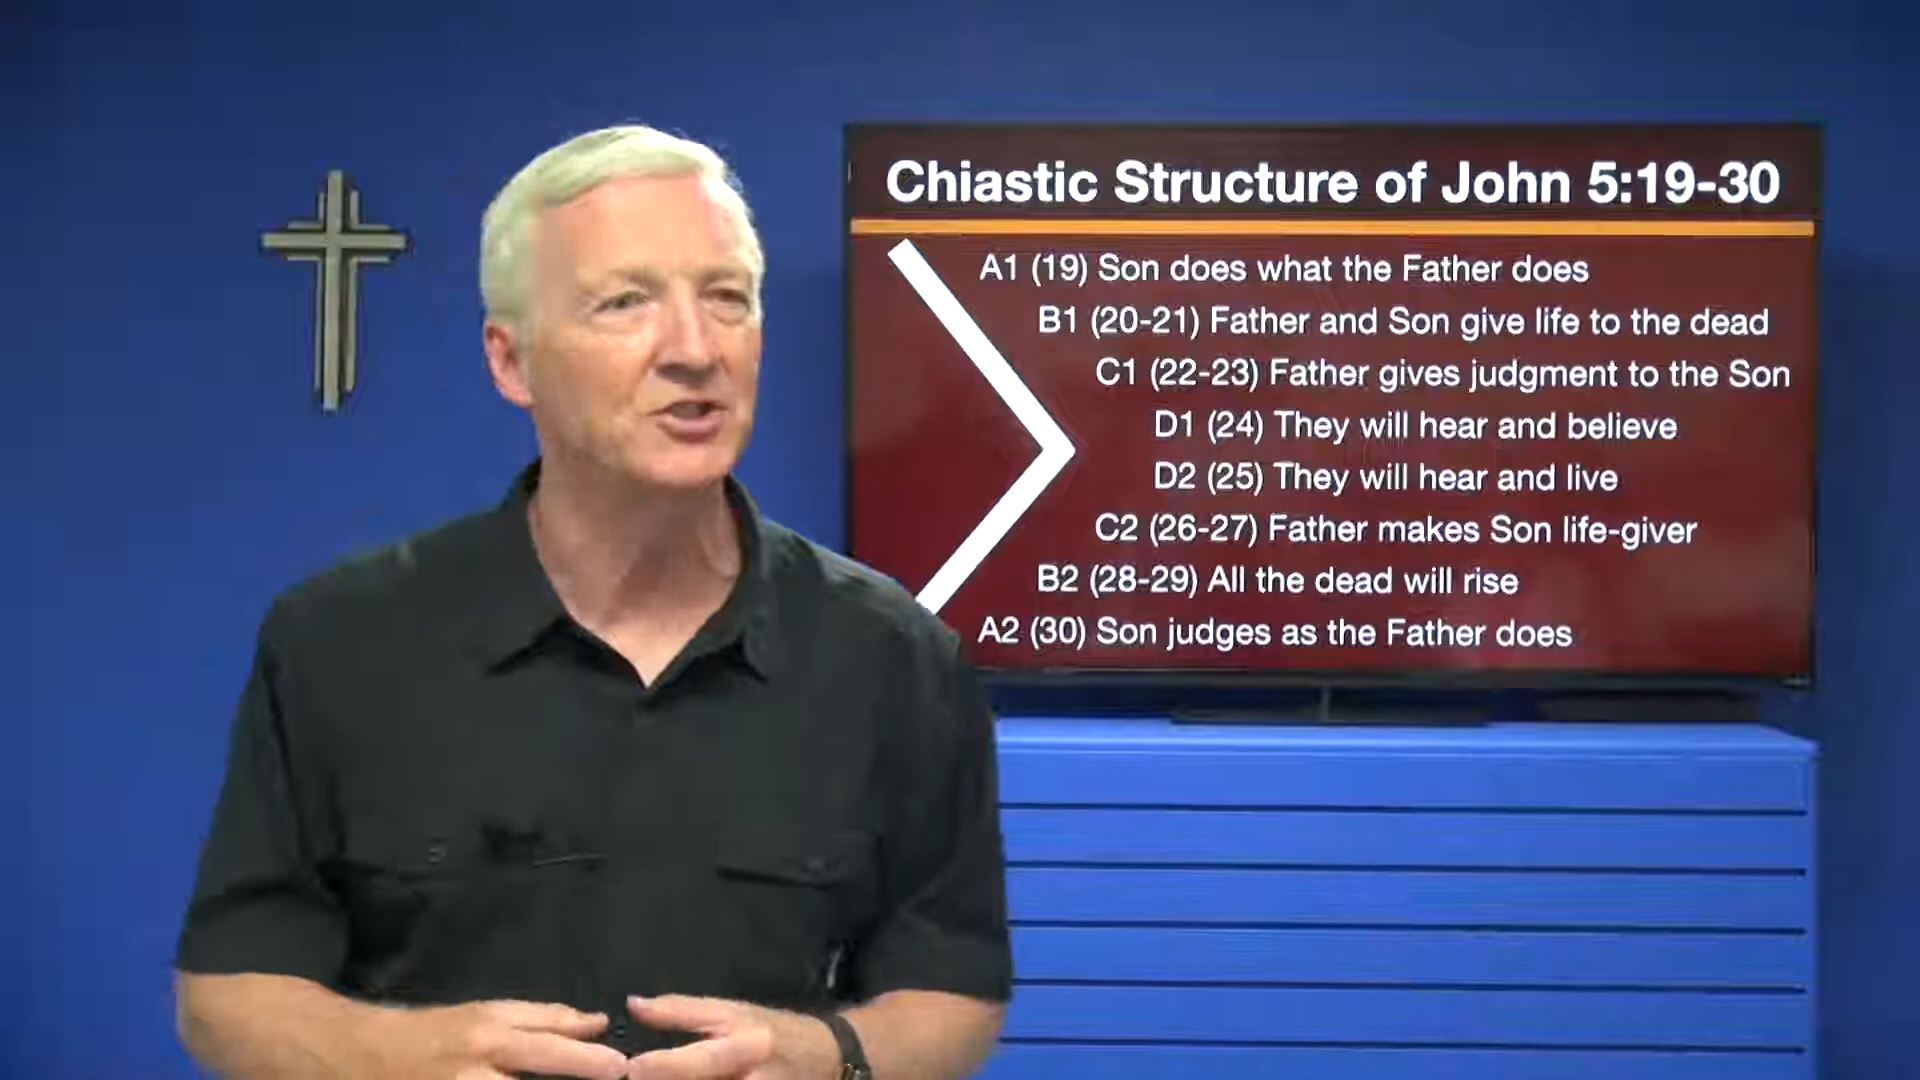 Chiastic Structure of John 5:19-30
A1 (19) Son does what the Father does
B1 (20-21) Father and Son give life to the dead
C1 (22-23) Father gives judgment to the Son
D1 (24) They will hear and believe
D2 (25) They will hear and live
C2 (26-27) Father makes Son life-giver
B2 (28-29) All the dead will rise
A2 (30) Son judges as the Father does